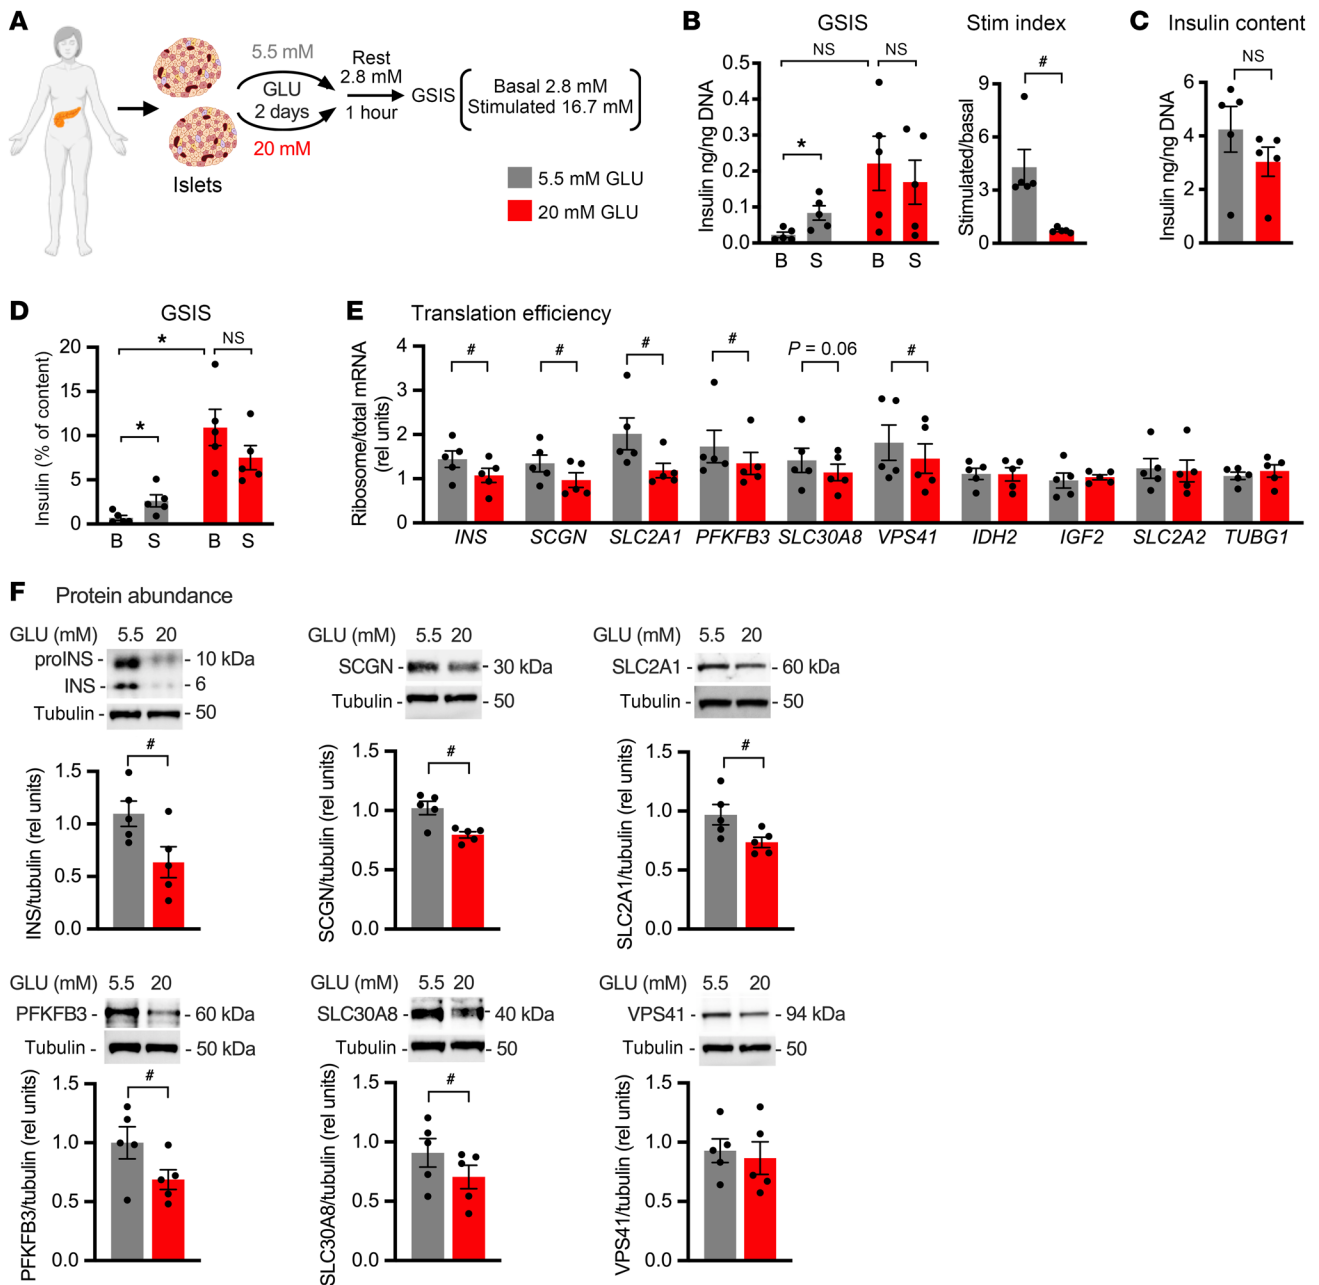 A
5.5 mM
GLU
2 days
20 mM
Islets
Rest
2.8 mM
1 hour
GSIS
Basal 2.8 mM
Stimulated 16.7 mM
5.5 mM GLU
20 mM GLU
B
GSIS
NS
NS
*
Insulin ng/ng DNA
0.5
0.4
0.3
0.2
0.1
0.0
B
S
B
S
Stim index
#
Stimulated/basal
9
6
3
0
C
Insulin content
NS
Insulin ng/ng DNA
6
4
2
0
D
GSIS
*
NS
*
Insulin (% of content)
20
15
10
5
0
B
S
B
S
E
Translation efficiency
Ribosome/total mRNA
(rel units)
4
3
2
1
0
#
#
#
#
P = 0.06
#
INS
SCGN
SLC2A1
PFKFB3
SLC30A8
VPS41
IDH2
IGF2
SLC2A2
TUBG1
F
Protein abundance
GLU (mM) 5.5 20
proINS - - 10 kDa
INS - - 6
Tubulin - - 50
#
INS/tubulin (rel units)
1.5
1.0
0.5
0.0
GLU (mM) 5.5 20
SCGN - - 30 kDa
Tubulin - - 50
#
SCGN/tubulin (rel units)
1.5
1.0
0.5
0.0
GLU (mM) 5.5 20
SLC2A1 - - 60 kDa
Tubulin - - 50
#
SLC2A1/tubulin (rel units)
1.5
1.0
0.5
0.0
GLU (mM) 5.5 20
PFKFB3 - - 60 kDa
Tubulin - - 50 kDa
#
PFKFB3/tubulin (rel units)
1.5
1.0
0.5
0.0
GLU (mM) 5.5 20
SLC30A8 - - 40 kDa
Tubulin - - 50
#
SLC30A8/tubulin (rel units)
1.5
1.0
0.5
0.0
GLU (mM) 5.5 20
VPS41 - - 94 kDa
Tubulin - - 50
VPS41/tubulin (rel units)
1.5
1.0
0.5
0.0